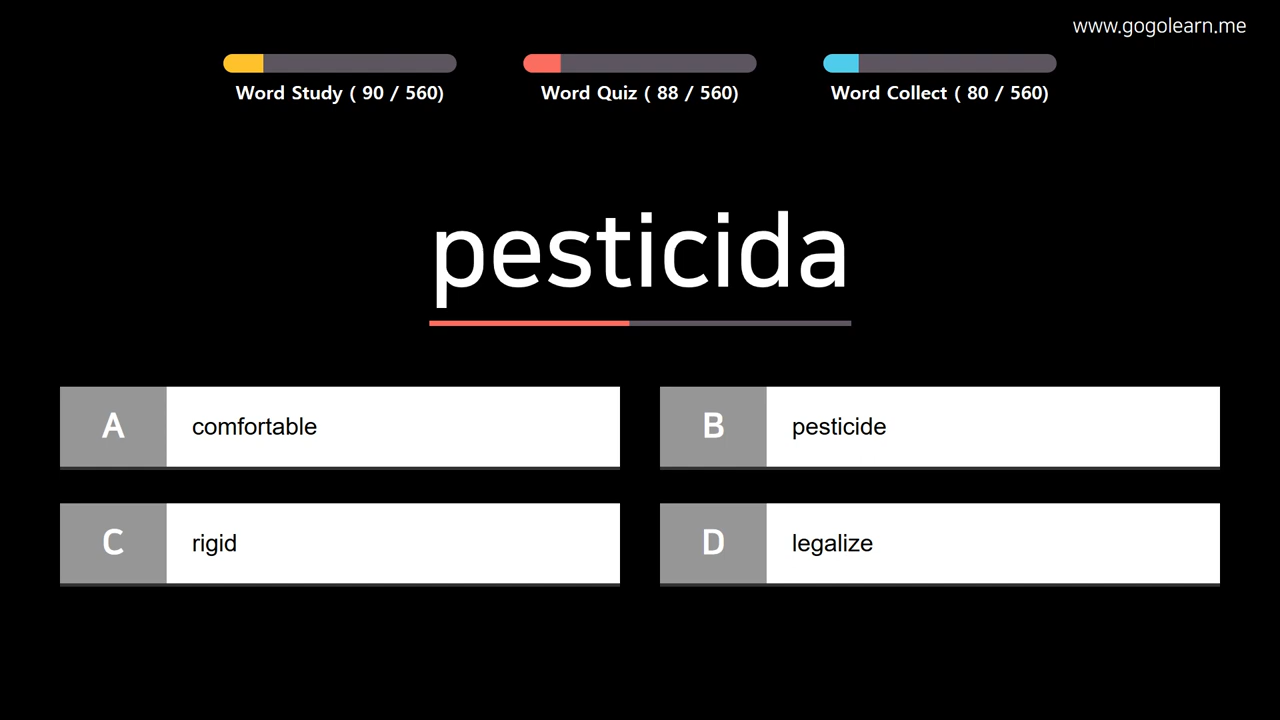 www.gogolearn.me
Word Study ( 90 / 560)
Word Quiz ( 88 / 560)
Word Collect ( 80 / 560)
pesticida
A
comfortable
B
pesticide
C
rigid
D
legalize